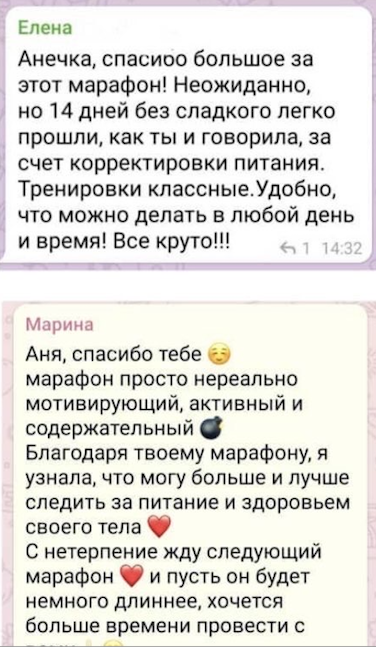 Елена
Анечка, спасибо большое за
этот марафон! Неожиданно,
но 14 дней без сладкого легко
прошли, как ты и говорила, за
счет корректировки питания.
Тренировки классные.Удобно,
что можно делать в любой день
и время! Все круто!!! 1 14:32
Марина
Аня, спасибо тебе ☺️
марафон просто нереально
мотивирующий, активный и
содержательный 💣
Благодаря твоему марафону, я
узнала, что могу больше и лучше
следить за питание и здоровьем
своего тела ❤️
С нетерпение жду следующий
марафон ❤️ и пусть он будет
немного длиннее, хочется
больше времени провести с